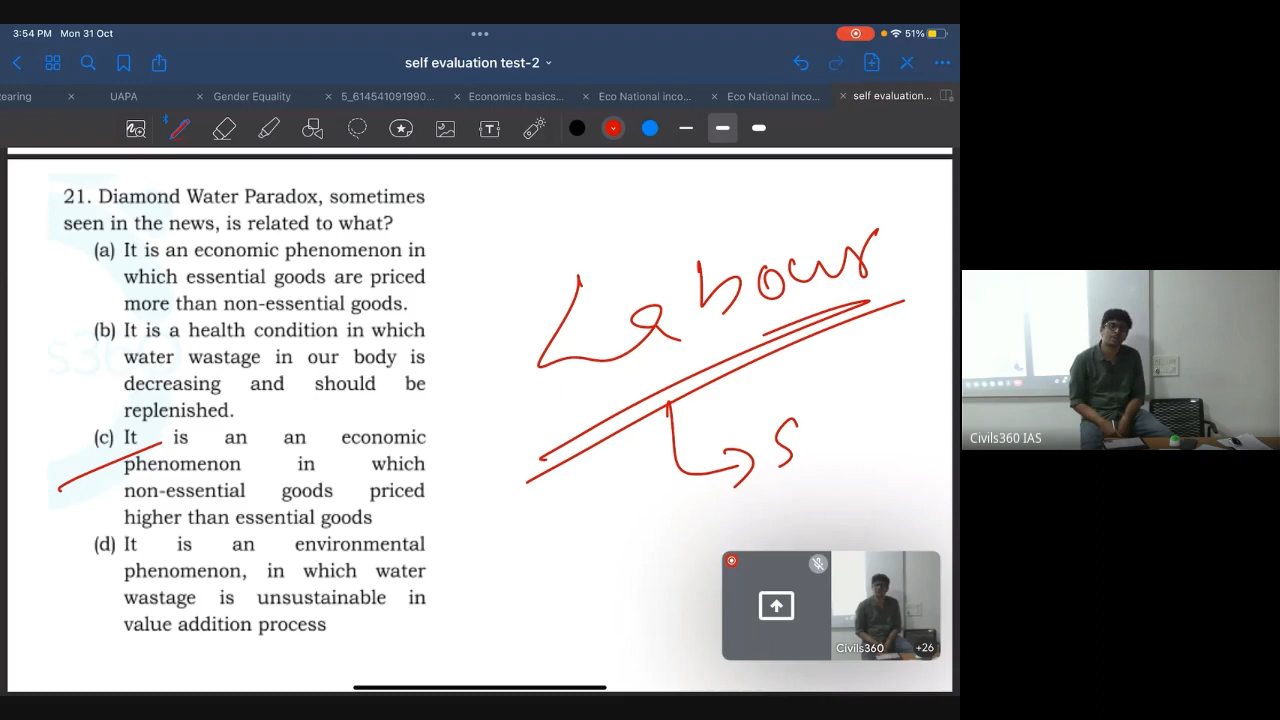 3:54 PM Mon 31 Oct
51%
self evaluation test-2
tearing
UAPA
Gender Equality
5_614541091990...
Economics basics...
Eco National inco...
Eco National inco...
self evaluation...
21. Diamond Water Paradox, sometimes
seen in the news, is related to what?
(a) It is an economic phenomenon in
which essential goods are priced
more than non-essential goods.
(b) It is a health condition in which
water wastage in our body is
decreasing and should be
replenished.
(c) It is an an economic
phenomenon in which
non-essential goods priced
higher than essential goods
(d) It is an environmental
phenomenon, in which water
wastage is unsustainable in
value addition process
Labour
S
Civils360
+26
Civils360 IAS